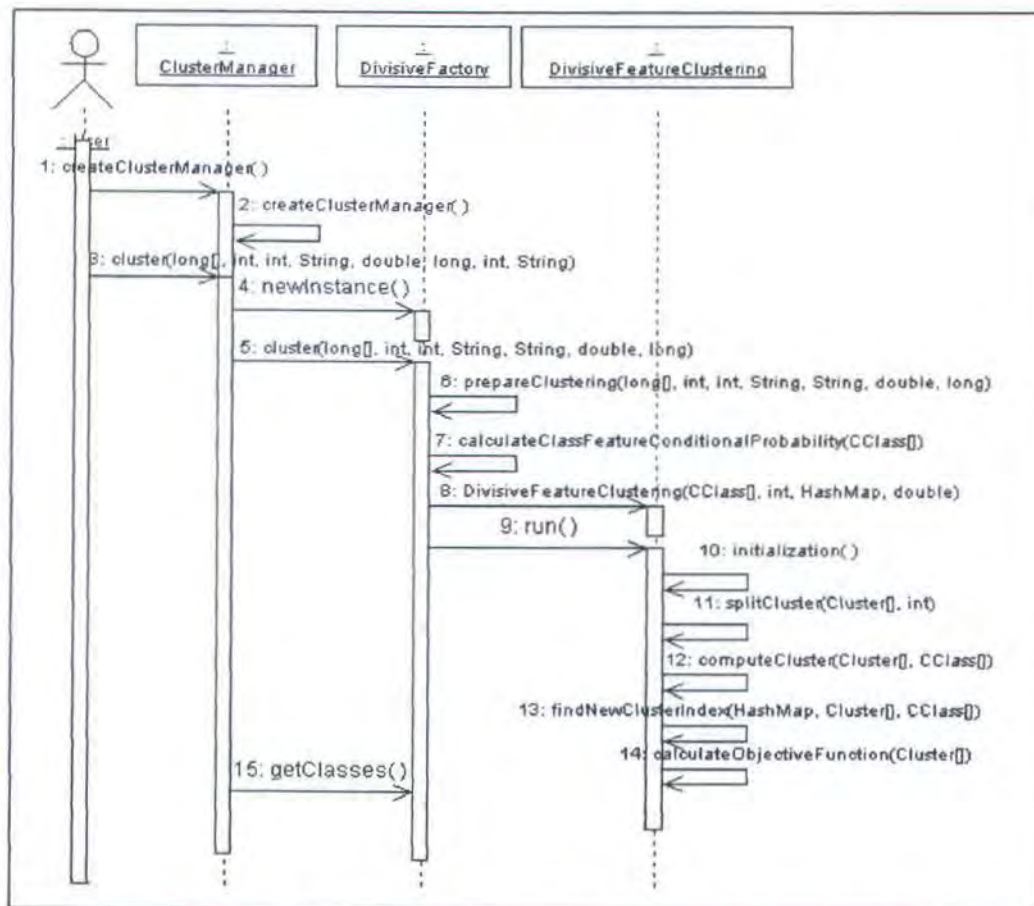 :
ClusterManager
:
DivisiveFactory
:
DivisiveFeatureClustering
: User
1: createClusterManager()
2: createClusterManager()
3: cluster(long[], int, int, String, double, long, int, String)
4: newInstance()
5: cluster(long[], int, int, String, String, double, long)
6: prepareClustering(long[], int, int, String, String, double, long)
7: calculateClassFeatureConditionalProbability(CClass[])
8: DivisiveFeatureClustering(CClass[], int, HashMap, double)
9: run()
10: initialization()
11: splitCluster(Cluster[], int)
12: computeCluster(Cluster[], CClass[])
13: findNewClusterIndex(HashMap, Cluster[], CClass[])
14: calculateObjectiveFunction(Cluster[])
15: getClasses()